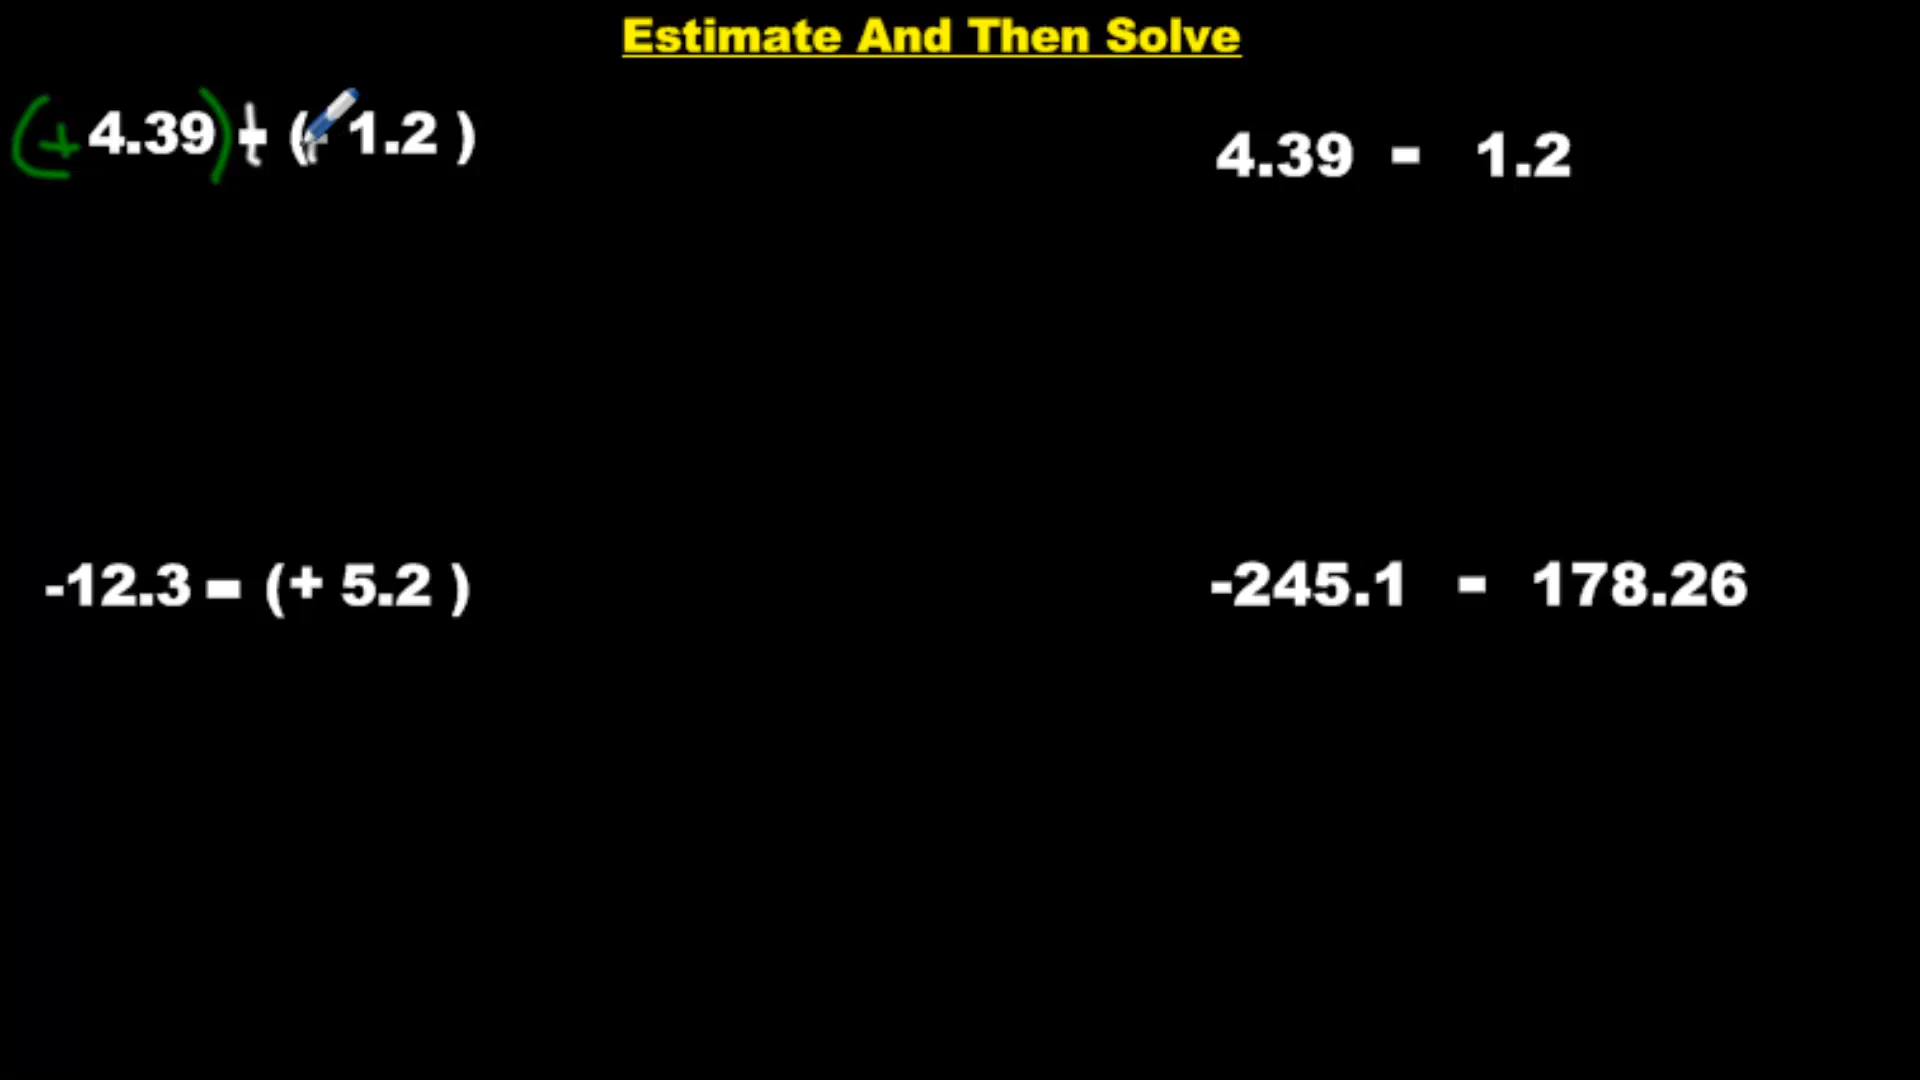 Estimate And Then Solve
(+ 4.39) + ( 1.2 )
4.39 - 1.2
-12.3 - (+ 5.2 )
-245.1 - 178.26